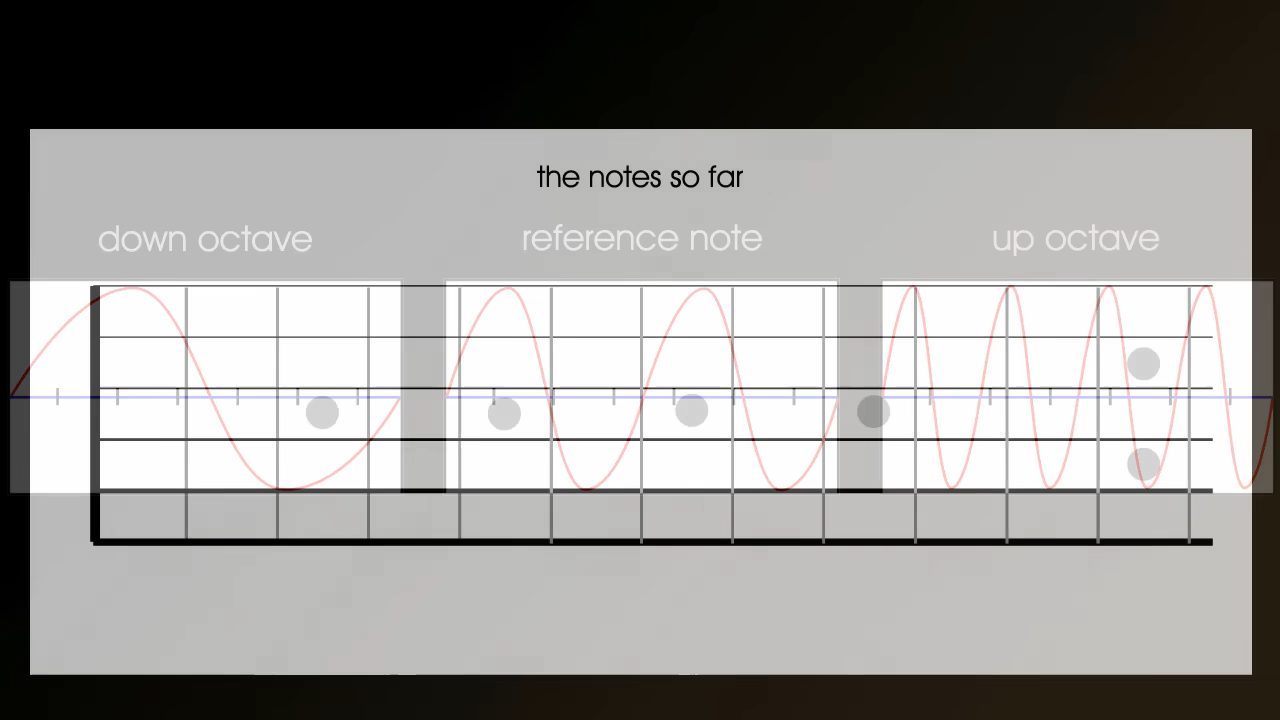 the notes so far
down octave
reference note
up octave